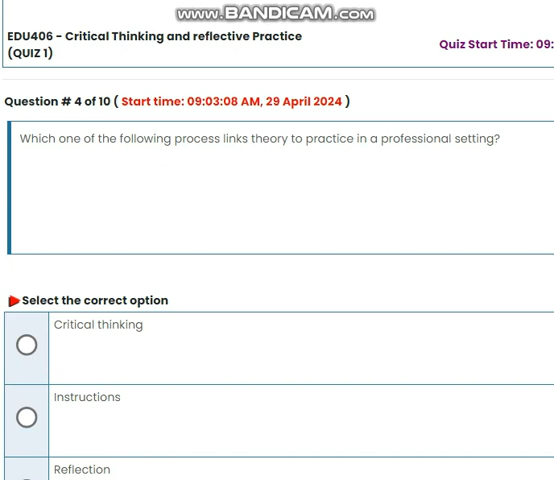 www.BANDICAM.com
EDU406 - Critical Thinking and reflective Practice
(QUIZ 1)
Quiz Start Time: 09:
Question # 4 of 10 ( Start time: 09:03:08 AM, 29 April 2024 )
Which one of the following process links theory to practice in a professional setting?
Select the correct option
Critical thinking
Instructions
Reflection